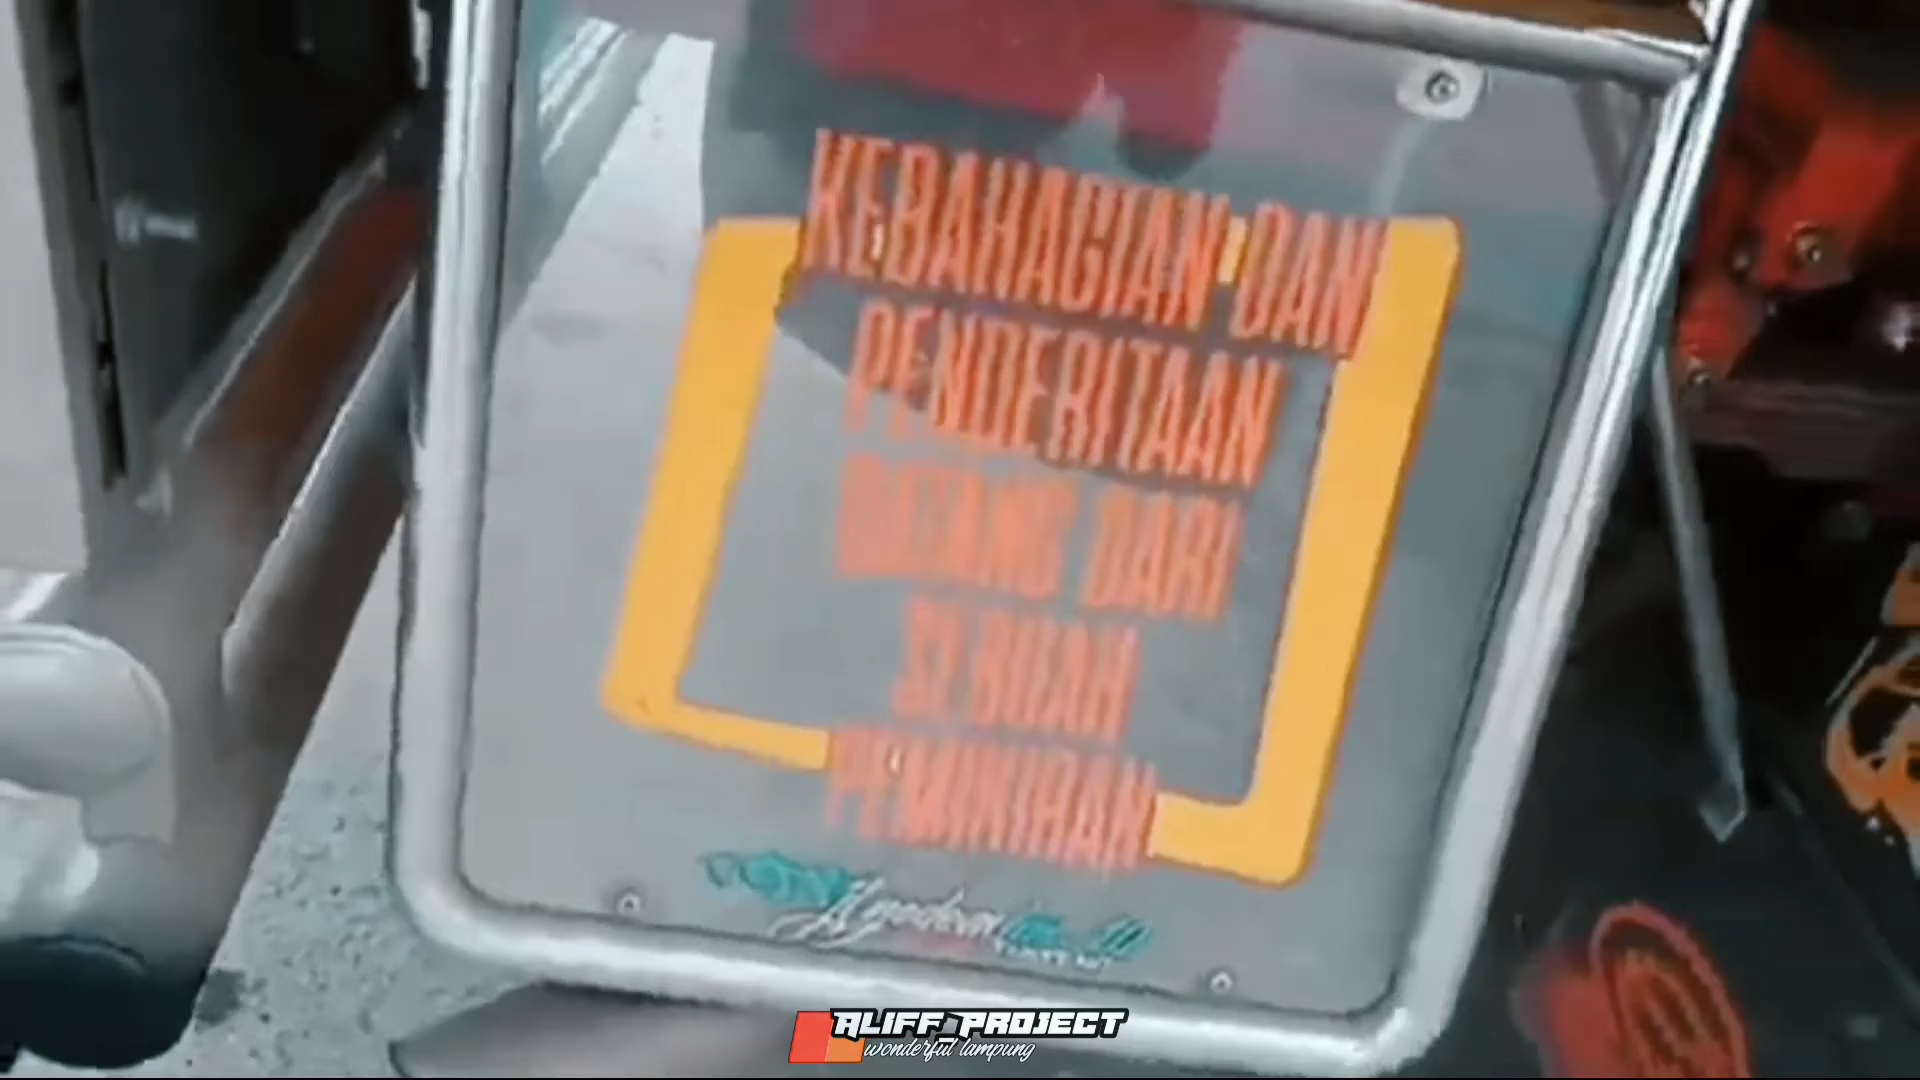 KEBAHAGIAN DAN
PENDERITAAN
DATANG DARI
SEBUAH
PEMIKIRAN
ALIFF PROJECT
wonderful lampung